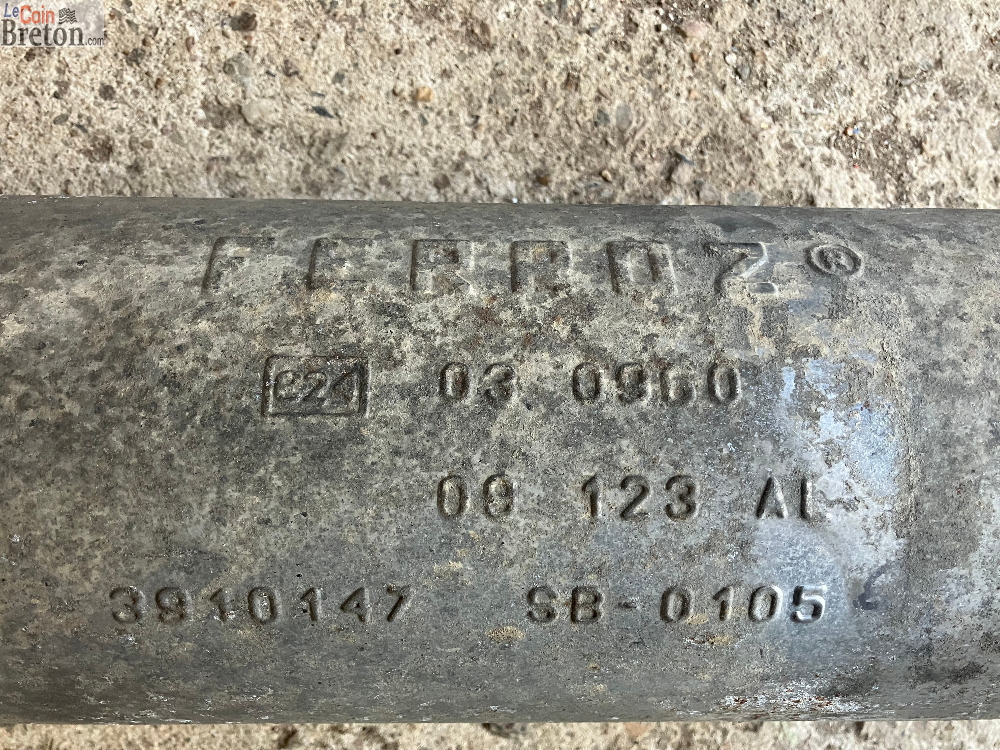 LeCoin
Breton.com
FERROZ®
e24 03 0960
09 123 AL
3910147 SB-0105